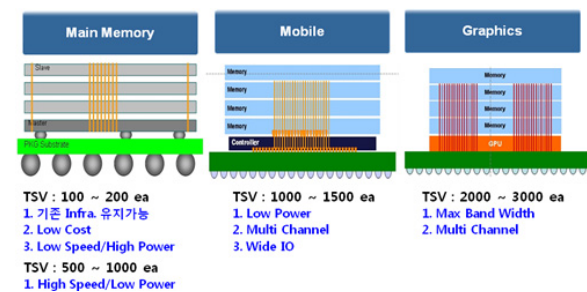 Main Memory
Slave
Master
PKG Substrate
TSV : 100 ~ 200 ea
1. 기존 Infra. 유지가능
2. Low Cost
3. Low Speed/High Power
TSV : 500 ~ 1000 ea
1. High Speed/Low Power
Mobile
Memory
Memory
Memory
Memory
Controller
TSV : 1000 ~ 1500 ea
1. Low Power
2. Multi Channel
3. Wide IO
Graphics
Memory
Memory
Memory
Memory
GPU
TSV : 2000 ~ 3000 ea
1. Max Band Width
2. Multi Channel